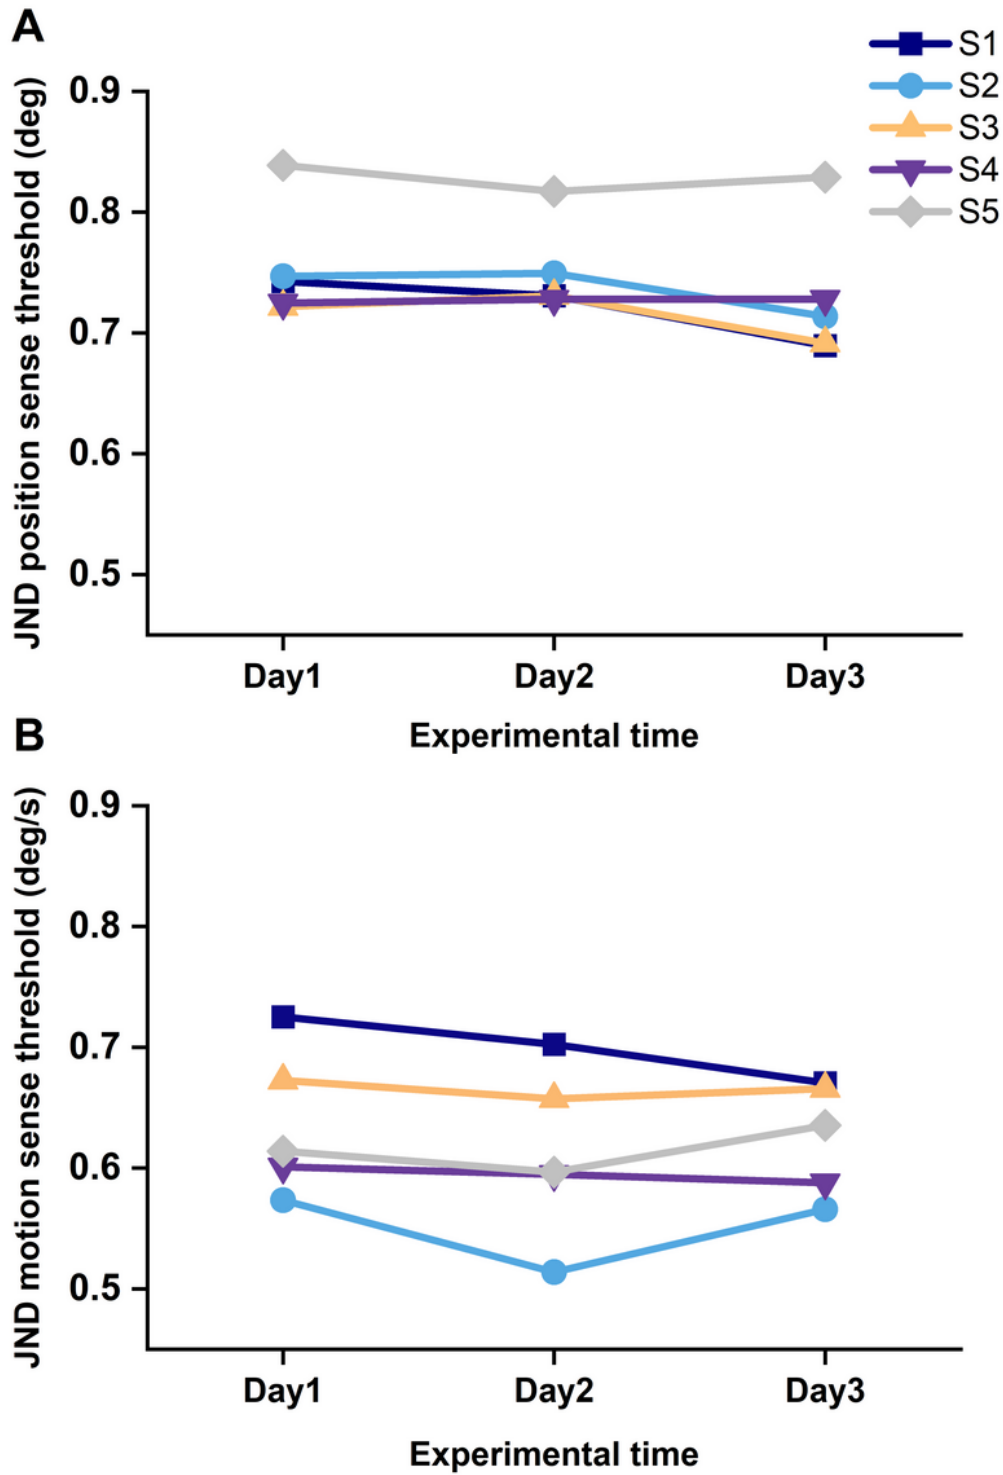 A
S1
S2
S3
S4
S5
JND position sense threshold (deg)
0.9
0.8
0.7
0.6
0.5
Day1 Day2 Day3
Experimental time
B
JND motion sense threshold (deg/s)
0.9
0.8
0.7
0.6
0.5
Day1 Day2 Day3
Experimental time